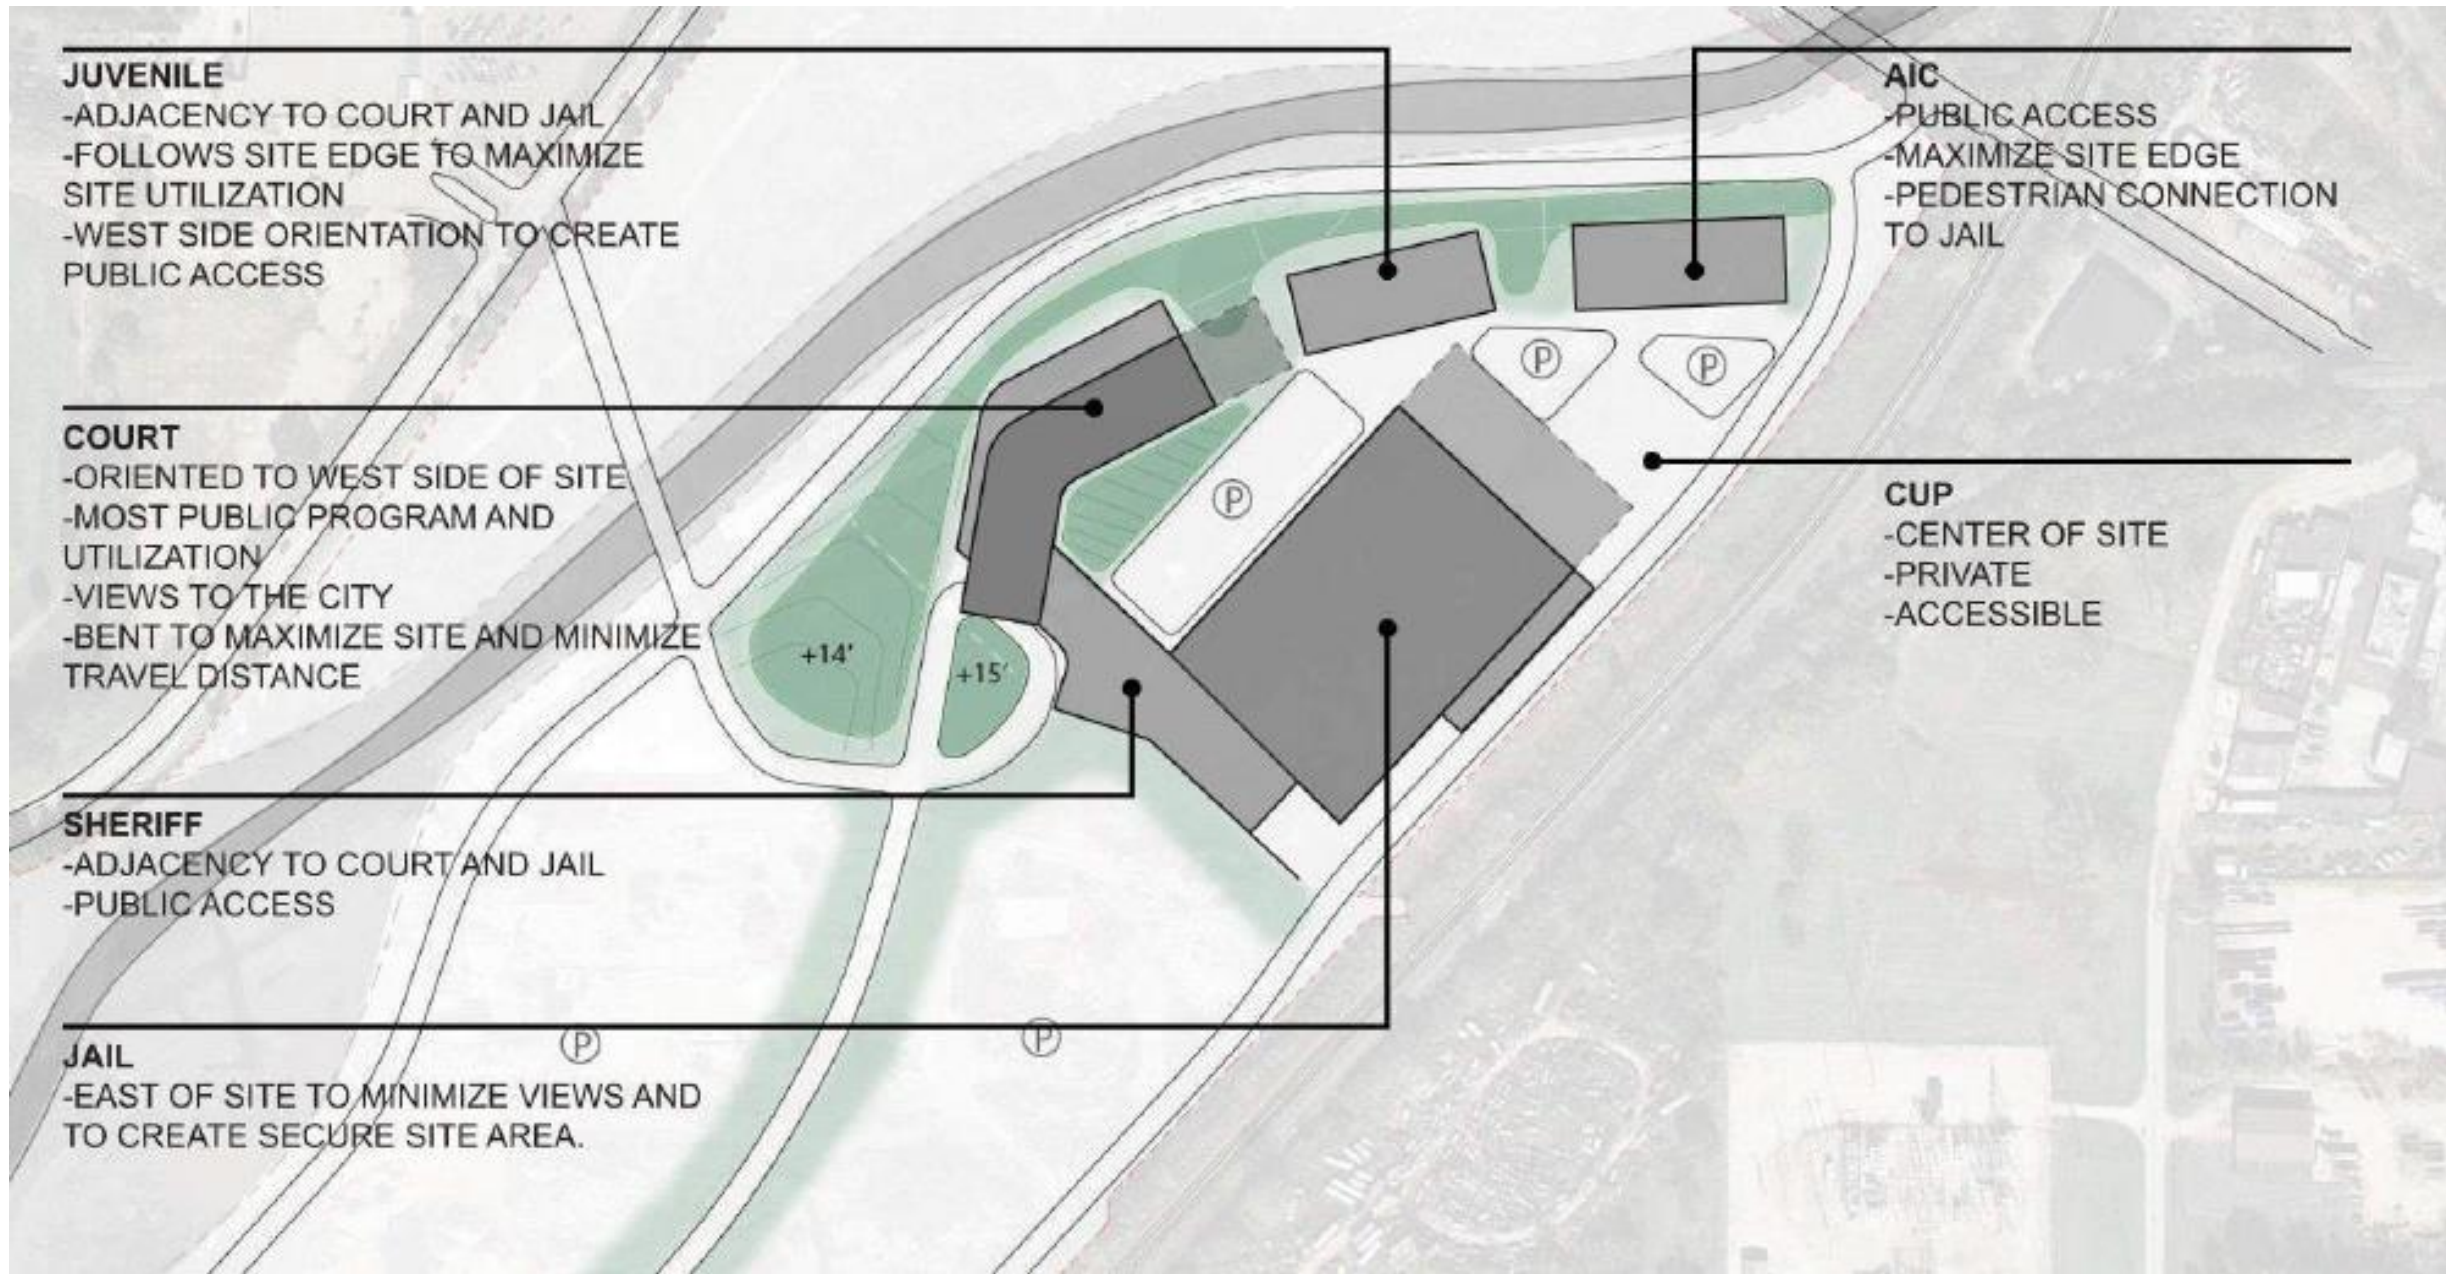 JUVENILE
-ADJACENCY TO COURT AND JAIL
-FOLLOWS SITE EDGE TO MAXIMIZE
SITE UTILIZATION
-WEST SIDE ORIENTATION TO CREATE
PUBLIC ACCESS
AIC
-PUBLIC ACCESS
-MAXIMIZE SITE EDGE
-PEDESTRIAN CONNECTION
TO JAIL
P
P
P
COURT
-ORIENTED TO WEST SIDE OF SITE
-MOST PUBLIC PROGRAM AND
UTILIZATION
-VIEWS TO THE CITY
-BENT TO MAXIMIZE SITE AND MINIMIZE
TRAVEL DISTANCE
CUP
-CENTER OF SITE
-PRIVATE
-ACCESSIBLE
+14'
+15'
SHERIFF
-ADJACENCY TO COURT AND JAIL
-PUBLIC ACCESS
P
P
JAIL
-EAST OF SITE TO MINIMIZE VIEWS AND
TO CREATE SECURE SITE AREA.